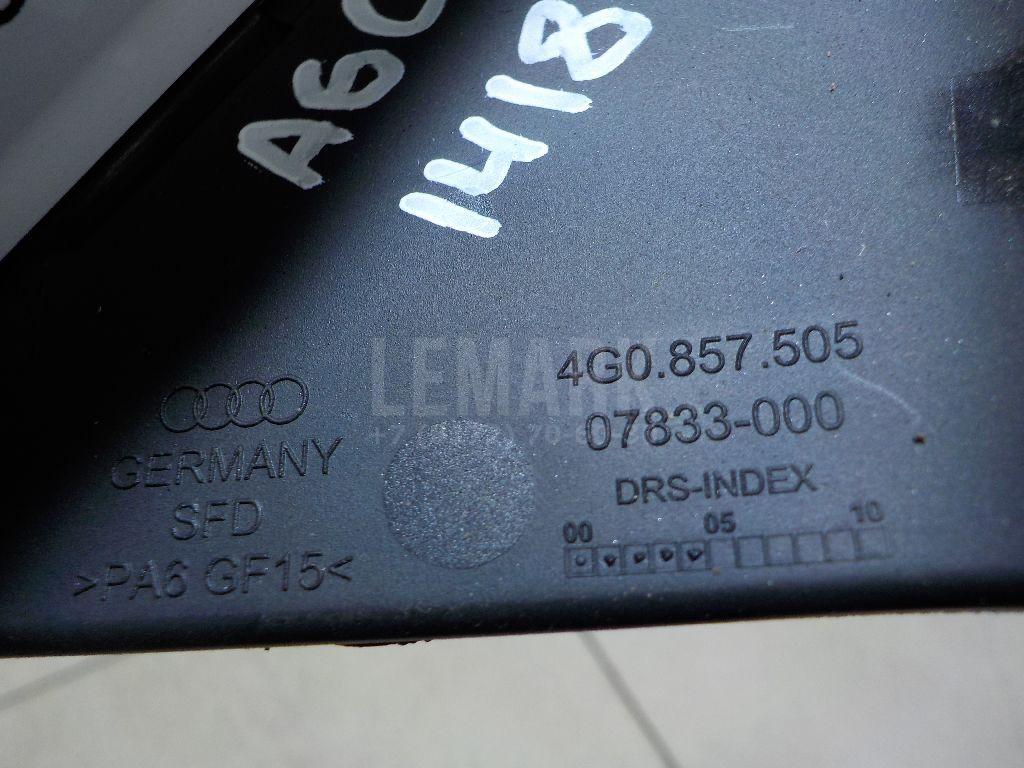 A6C
1418
4G0.857.505
07833-000
DRS-INDEX
00 05 10
GERMANY
SFD
>PA6 GF15<
LEMARK